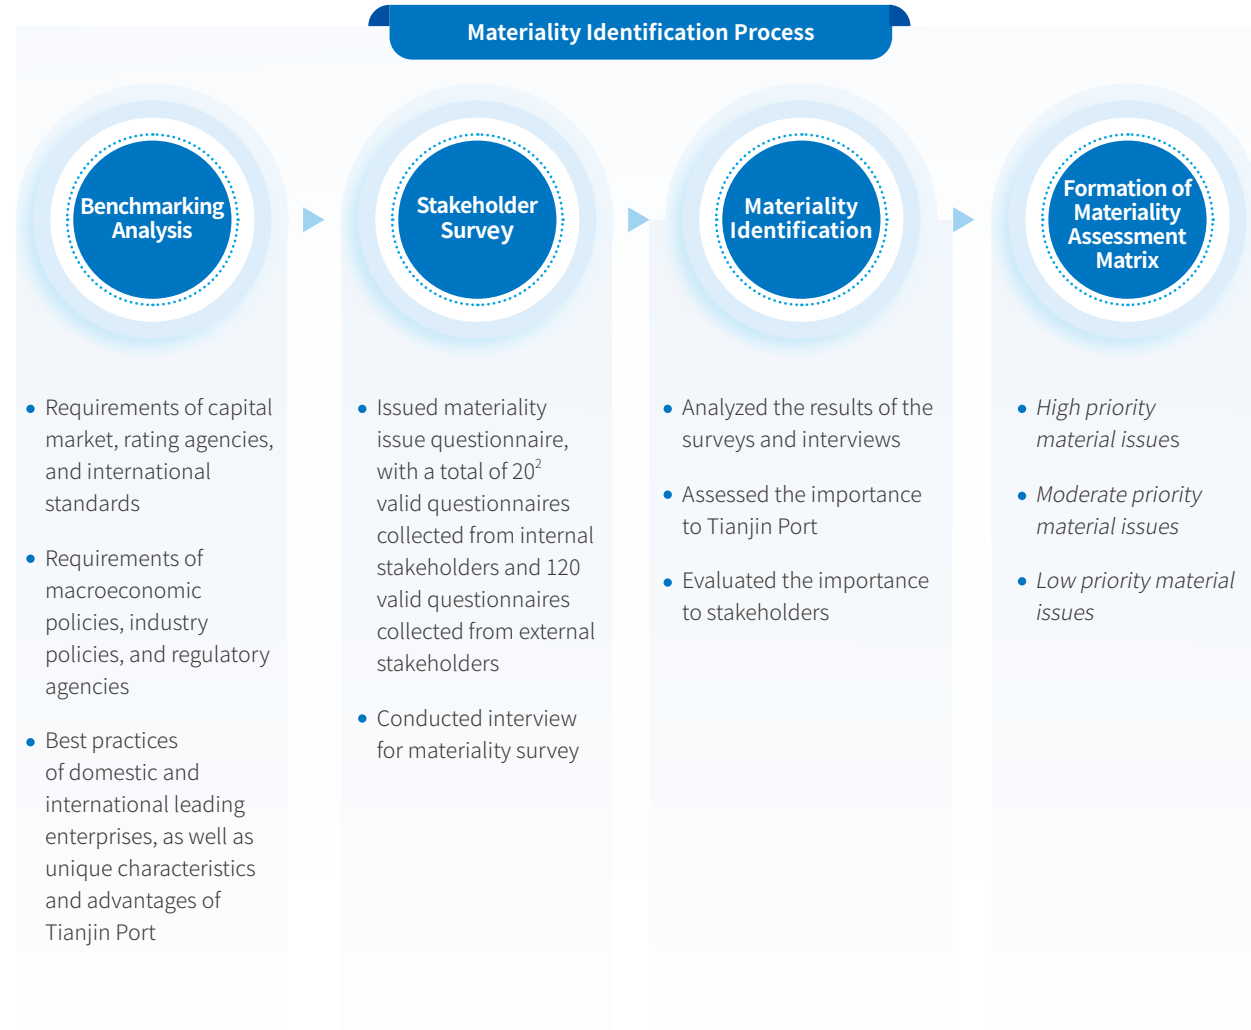 Materiality Identification Process
Benchmarking
Analysis
Requirements of capital
market, rating agencies,
and international
standards
Requirements of
macroeconomic
policies, industry
policies, and regulatory
agencies
Best practices
of domestic and
international leading
enterprises, as well as
unique characteristics
and advantages of
Tianjin Port
Stakeholder
Survey
Issued materiality
issue questionnaire,
with a total of 20²
valid questionnaires
collected from internal
stakeholders and 120
valid questionnaires
collected from external
stakeholders
Conducted interview
for materiality survey
Materiality
Identification
Analyzed the results of the
surveys and interviews
Assessed the importance
to Tianjin Port
Evaluated the importance
to stakeholders
Formation of
Materiality
Assessment
Matrix
High priority
material issues
Moderate priority
material issues
Low priority material
issues